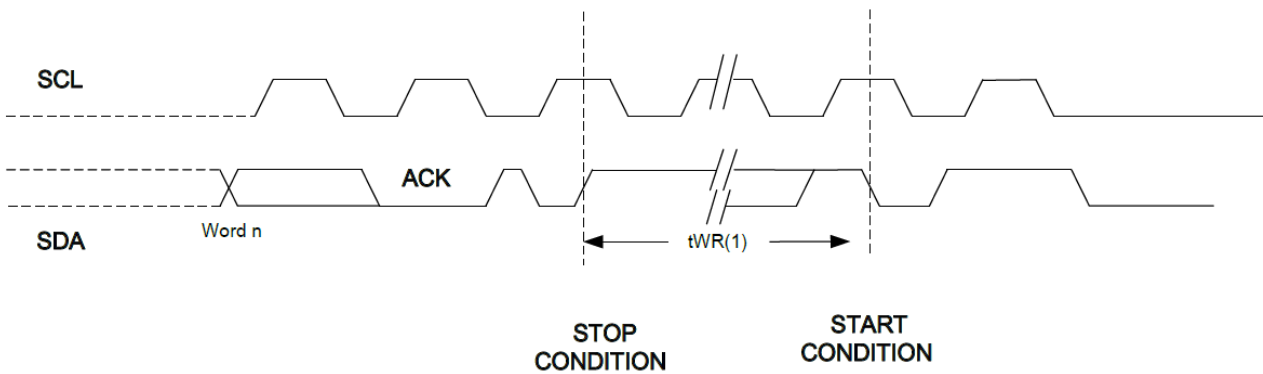 SCL
ACK
Word n
SDA
tWR(1)
STOP
CONDITION
START
CONDITION